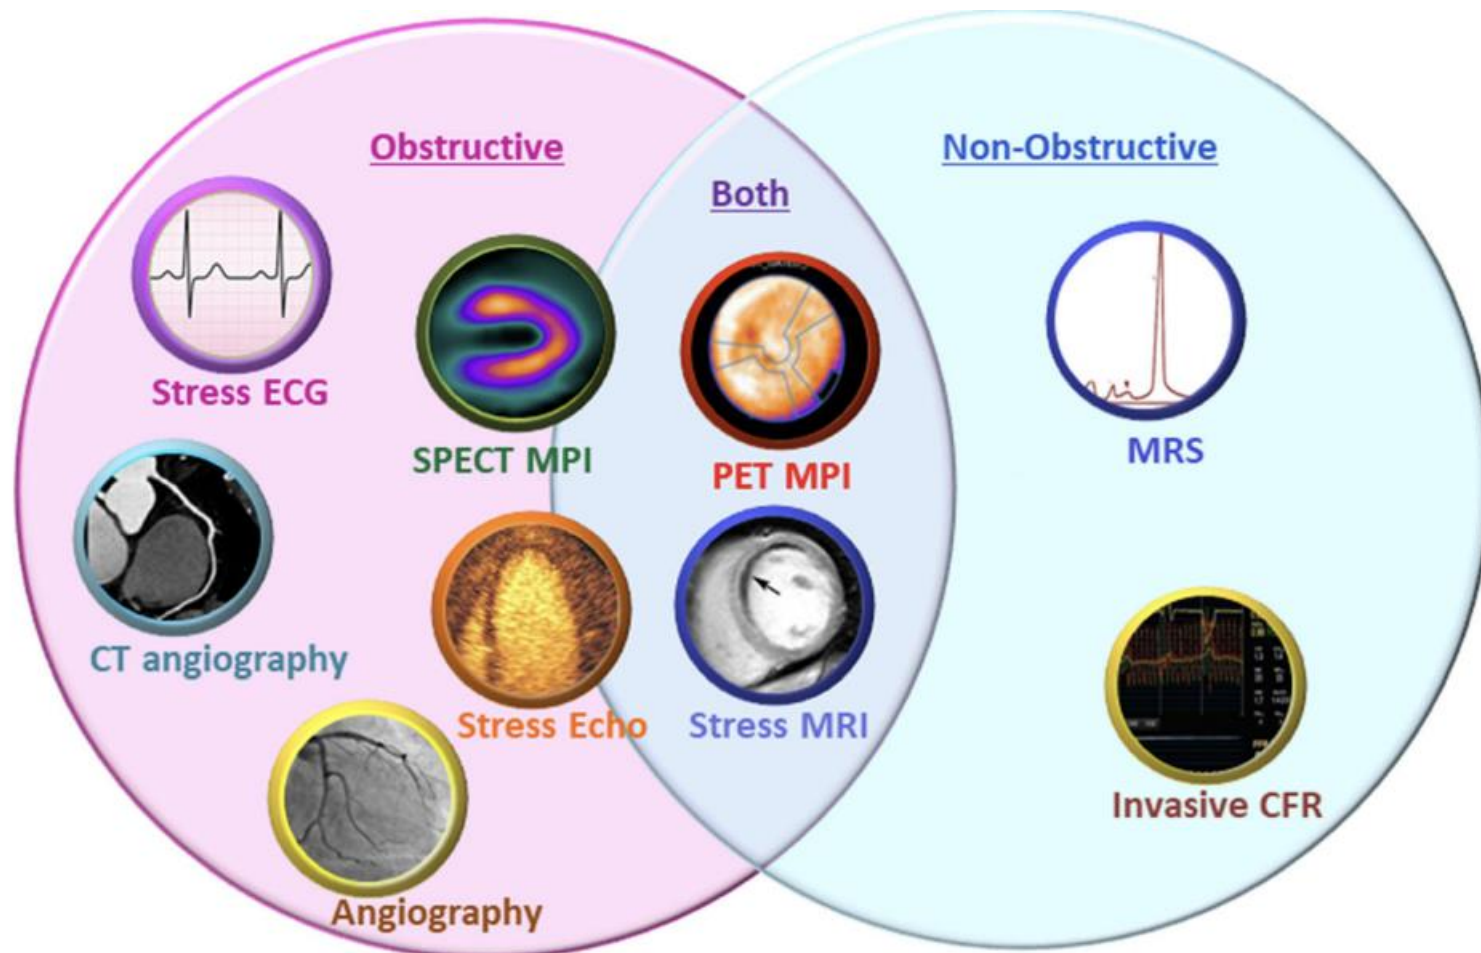 Obstructive
Non-Obstructive
Both
Stress ECG
SPECT MPI
PET MPI
MRS
CT angiography
Stress Echo
Stress MRI
Invasive CFR
Angiography